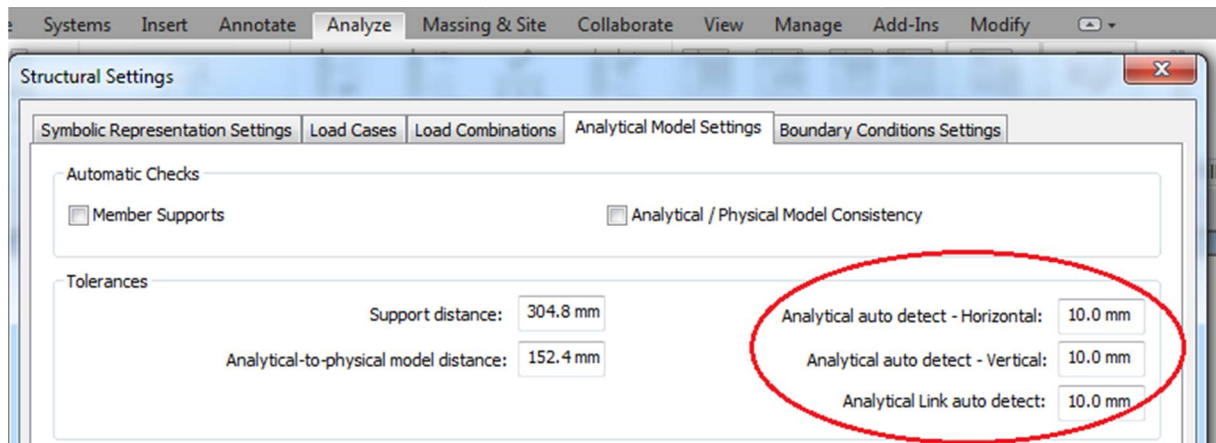 Systems Insert Annotate Analyze Massing & Site Collaborate View Manage Add-Ins Modify
Structural Settings
Symbolic Representation Settings Load Cases Load Combinations Analytical Model Settings Boundary Conditions Settings
Automatic Checks
Member Supports Analytical / Physical Model Consistency
Tolerances
Support distance: 304.8 mm Analytical auto detect - Horizontal: 10.0 mm
Analytical-to-physical model distance: 152.4 mm Analytical auto detect - Vertical: 10.0 mm
Analytical Link auto detect: 10.0 mm